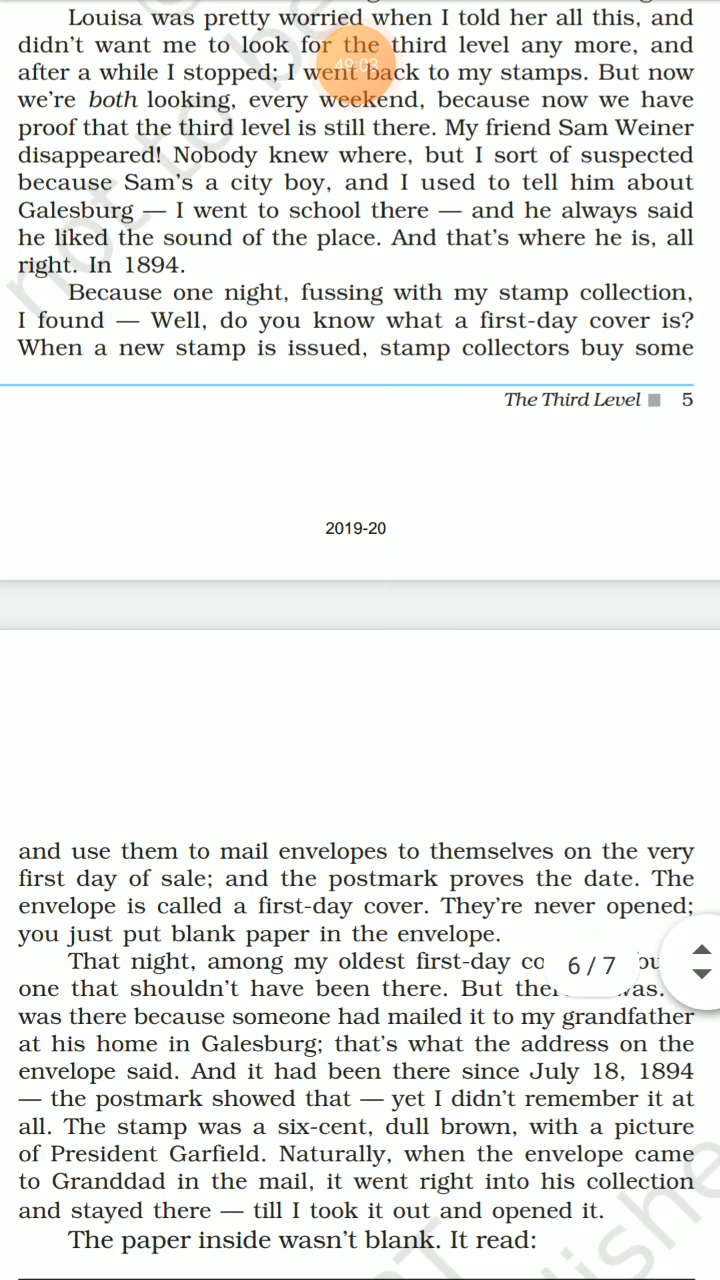 Louisa was pretty worried when I told her all this, and
didn't want me to look for the third level any more, and
after a while I stopped; I went back to my stamps. But now
we're both looking, every weekend, because now we have
proof that the third level is still there. My friend Sam Weiner
disappeared! Nobody knew where, but I sort of suspected
because Sam's a city boy, and I used to tell him about
Galesburg — I went to school there — and he always said
he liked the sound of the place. And that's where he is, all
right. In 1894.
Because one night, fussing with my stamp collection,
I found — Well, do you know what a first-day cover is?
When a new stamp is issued, stamp collectors buy some
The Third Level 5
2019-20
and use them to mail envelopes to themselves on the very
first day of sale; and the postmark proves the date. The
envelope is called a first-day cover. They're never opened;
you just put blank paper in the envelope.
That night, among my oldest first-day 6/7
one that shouldn't have been there. But was.
was there because someone had mailed it to my grandfather
at his home in Galesburg; that's what the address on the
envelope said. And it had been there since July 18, 1894
— the postmark showed that — yet I didn't remember it at
all. The stamp was a six-cent, dull brown, with a picture
of President Garfield. Naturally, when the envelope came
to Granddad in the mail, it went right into his collection
and stayed there — till I took it out and opened it.
The paper inside wasn't blank. It read: